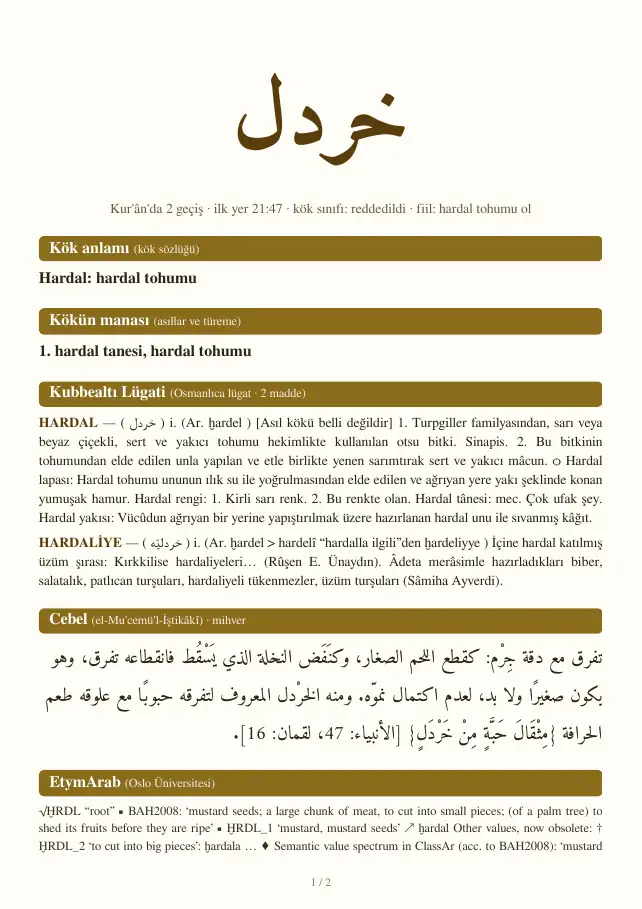 خردل
Kur'ân'da 2 geçiş · ilk yer 21:47 · kök sınıfı: reddedildi · fiil: hardal tohumu ol
Kök anlamı (kök sözlüğü)
Hardal: hardal tohumu
Kökün manası (asıllar ve türeme)
1. hardal tanesi, hardal tohumu
Kubbealtı Lügati (Osmanlıca lügat · 2 madde)
HARDAL — ( خردل ) i. (Ar. ḫardel ) [Asıl kökü belli değildir] 1. Turpgiller familyasından, sarı veya
beyaz çiçekli, sert ve yakıcı tohumu hekimlikte kullanılan otsu bitki. Sinapis. 2. Bu bitkinin
tohumundan elde edilen unla yapılan ve etle birlikte yenen sarımtırak sert ve yakıcı mâcun. ѻ Hardal
lapası: Hardal tohumu ununun ılık su ile yoğrulmasından elde edilen ve ağrıyan yere yakı şeklinde konan
yumuşak hamur. Hardal rengi: 1. Kirli sarı renk. 2. Bu renkte olan. Hardal tânesi: mec. Çok ufak şey.
Hardal yakısı: Vücûdun ağrıyan bir yerine yapıştırılmak üzere hazırlanan hardal unu ile sıvanmış kâğıt.
HARDALİYE — ( خردليّه ) i. (Ar. ḫardel > hardelî “hardalla ilgili”den ḫardeliyye ) İçine hardal katılmış
üzüm şırası: Kırkkilise hardaliyeleri… (Rûşen E. Ünaydın). Âdeta merâsimle hazırladıkları biber,
salatalık, patlıcan turşuları, hardaliyeli tükenmezler, üzüm turşuları (Sâmiha Ayverdi).
Cebel (el-Mu'cemü'l-İştikâkî) · mihver
تفرق مع دقة جِرْم: كقطع اللحم الصغار، وكنَفَض النخلة الذي يَسْقُط فانقطاعه تفرق، وهو
يكون صغيرًا ولا بد، لعدم اكتمال نموّه. ومنه الخَرْدل المعروف لتفرقه حبوبًا مع علوقه طعم
الحرافة {مِثْقَالَ حَبَّةٍ مِنْ خَرْدَلٍ} [الأنبياء: 47، لقمان: 16].
EtymArab (Oslo Üniversitesi)
√ḪRDL “root” ▪ BAH2008: ‘mustard seeds; a large chunk of meat, to cut into small pieces; (of a palm tree) to
shed its fruits before they are ripe’ ▪ ḪRDL_1 ‘mustard, mustard seeds’ ↗ ḫardal Other values, now obsolete: †
ḪRDL_2 ‘to cut into big pieces’: ḫardala … ♦ Semantic value spectrum in ClassAr (acc. to BAH2008): ‘mustard
1 / 2